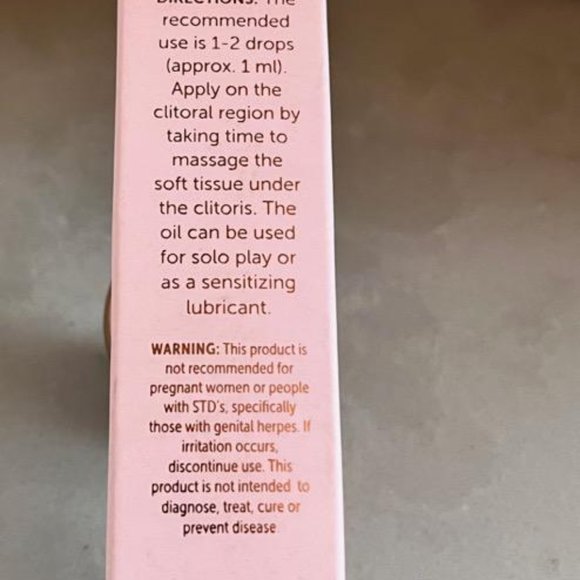 DIRECTIONS: The
recommended
use is 1-2 drops
(approx. 1 ml).
Apply on the
clitoral region by
taking time to
massage the
soft tissue under
the clitoris. The
oil can be used
for solo play or
as a sensitizing
lubricant.
WARNING: This product is
not recommended for
pregnant women or people
with STD's, specifically
those with genital herpes. If
irritation occurs,
discontinue use. This
product is not intended to
diagnose, treat, cure or
prevent disease